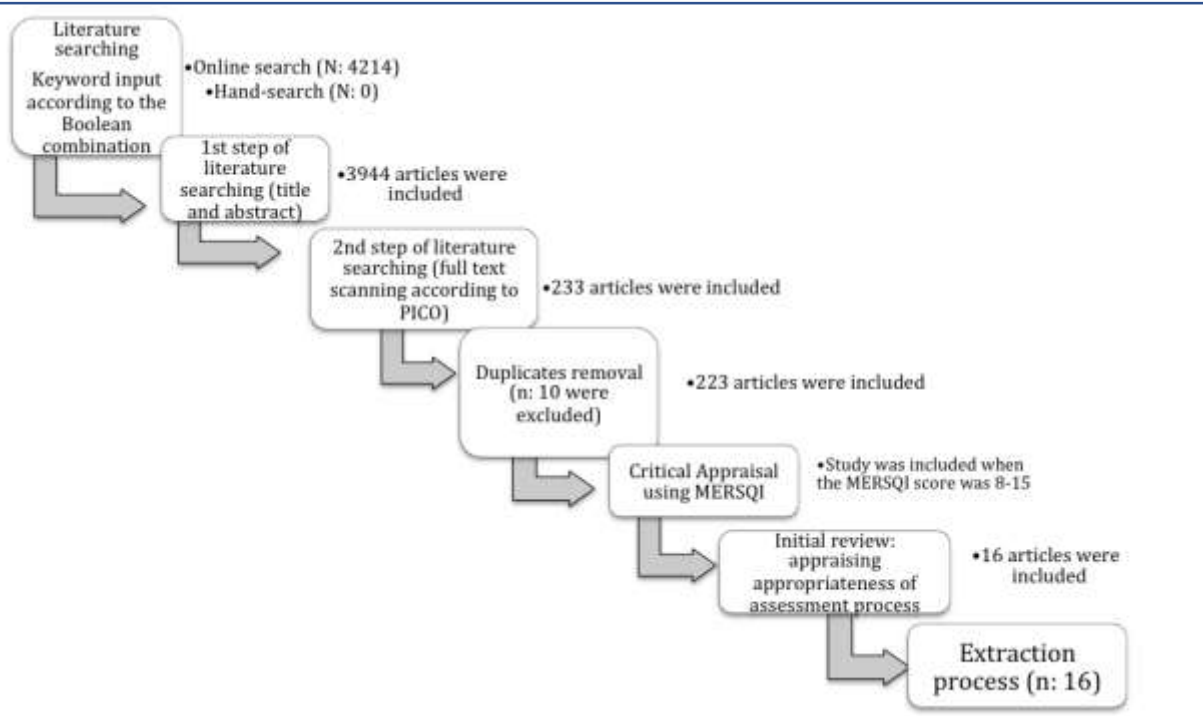 Literature
searching
Keyword input
according to the
Boolean
combination
•Online search (N: 4214)
•Hand-search (N: 0)
1st step of
literature
searching (title
and abstract)
•3944 articles were
included
2nd step of literature
searching (full text
scanning according to
PICO)
•233 articles were included
Duplicates removal
(n: 10 were
excluded)
•223 articles were included
Critical Appraisal
using MERSQI
•Study was included when
the MERSQI score was 8-15
Initial review:
appraising
appropriateness of
assessment process
•16 articles were
included
Extraction
process (n: 16)